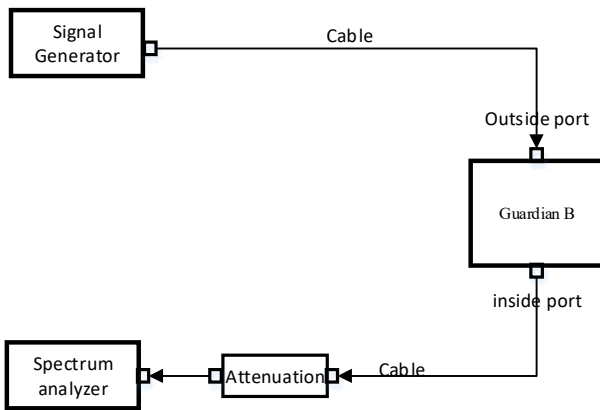 Signal
Generator
Cable
Outside port
Guardian B
inside port
Cable
Attenuation
Spectrum
analyzer